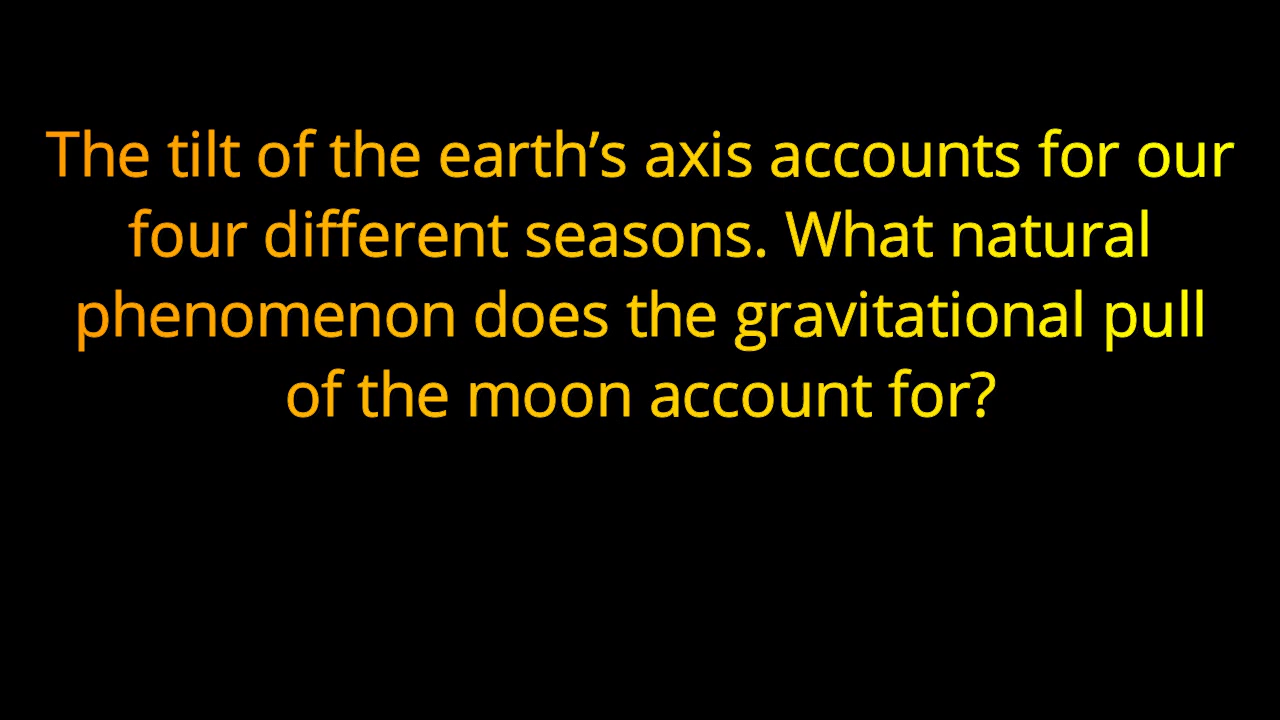 The tilt of the earth’s axis accounts for our
four different seasons. What natural
phenomenon does the gravitational pull
of the moon account for?